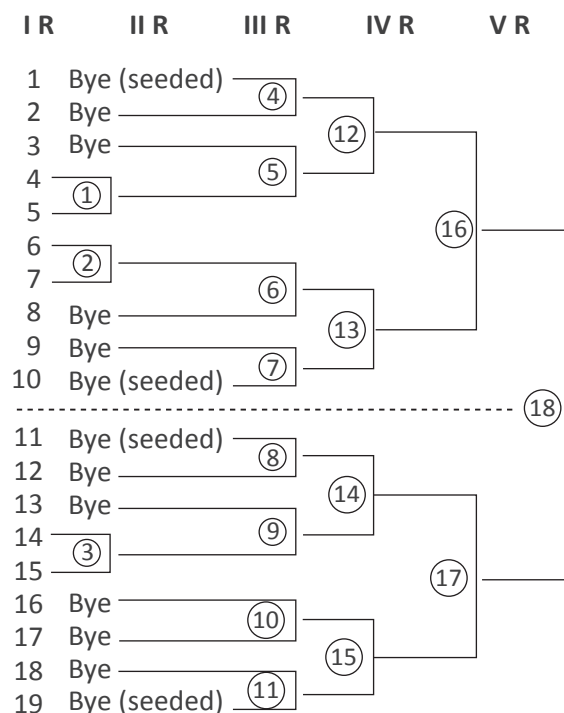 I R II R III R IV R V R
1 Bye (seeded)
4
2 Bye
12
3 Bye
5
4
1
5
16
6
2
7
6
8 Bye
13
9 Bye
7
10 Bye (seeded)
18
11 Bye (seeded)
8
12 Bye
14
13 Bye
9
14
3
15
17
16 Bye
10
17 Bye
15
18 Bye
11
19 Bye (seeded)